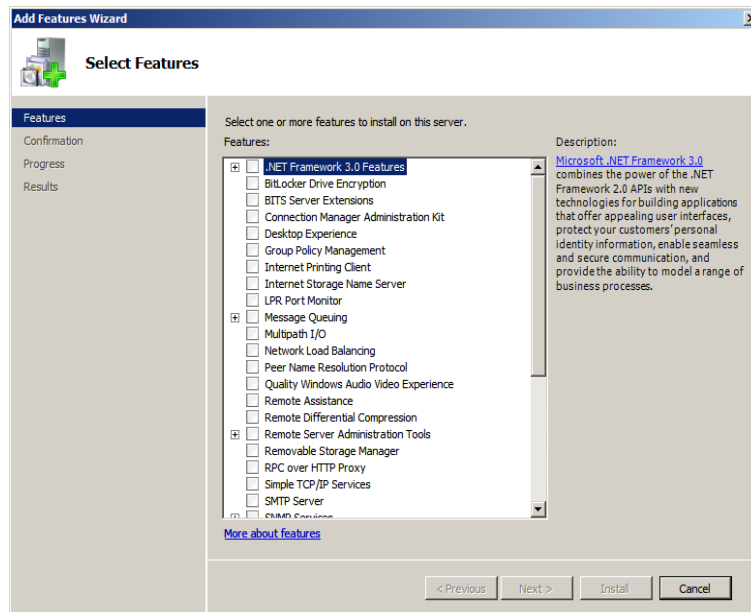 Add Features Wizard
Select Features
Features
Confirmation
Progress
Results
Select one or more features to install on this server.
Features:
.NET Framework 3.0 Features
BitLocker Drive Encryption
BITS Server Extensions
Connection Manager Administration Kit
Desktop Experience
Group Policy Management
Internet Printing Client
Internet Storage Name Server
LPR Port Monitor
Message Queuing
Multipath I/O
Network Load Balancing
Peer Name Resolution Protocol
Quality Windows Audio Video Experience
Remote Assistance
Remote Differential Compression
Remote Server Administration Tools
Removable Storage Manager
RPC over HTTP Proxy
Simple TCP/IP Services
SMTP Server
SNMP Services
More about features
Description:
Microsoft .NET Framework 3.0
combines the power of the .NET
Framework 2.0 APIs with new
technologies for building applications
that offer appealing user interfaces,
protect your customers' personal
identity information, enable seamless
and secure communication, and
provide the ability to model a range of
business processes.
< Previous
Next >
Install
Cancel